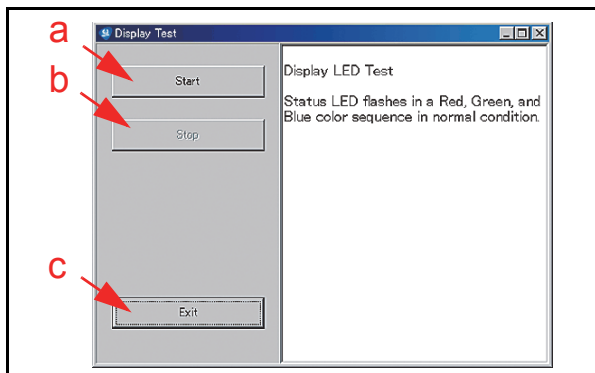 Display Test
a
Start
b
Stop
c
Exit
Display LED Test
Status LED flashes in a Red, Green, and
Blue color sequence in normal condition.